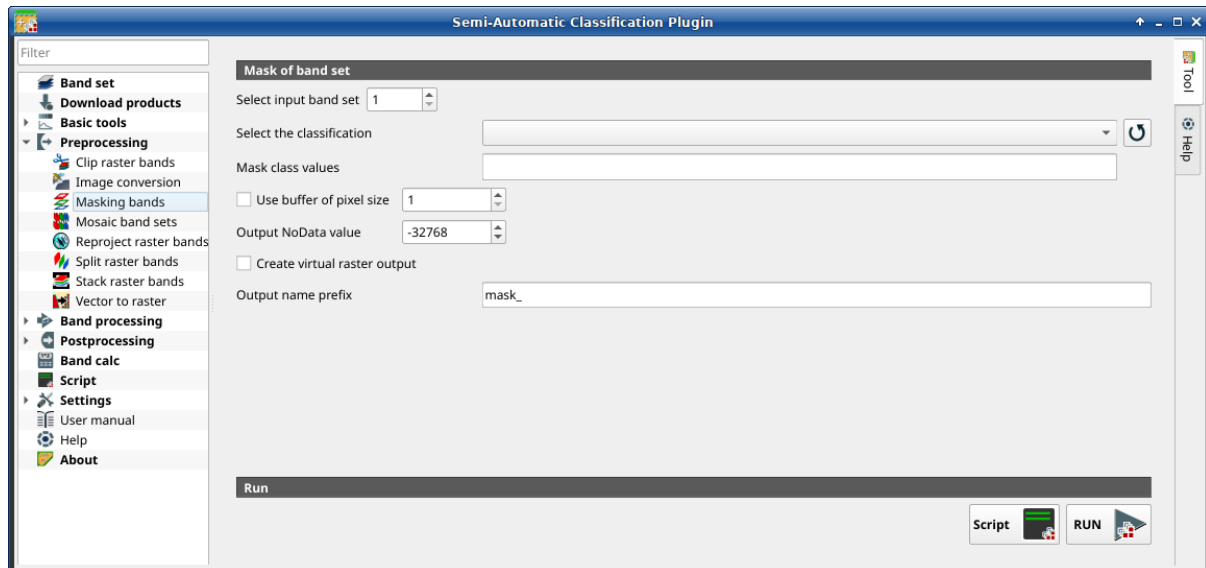 Semi-Automatic Classification Plugin
Filter
Band set
Download products
Basic tools
Preprocessing
Clip raster bands
Image conversion
Masking bands
Mosaic band sets
Reproject raster bands
Split raster bands
Stack raster bands
Vector to raster
Band processing
Postprocessing
Band calc
Script
Settings
User manual
Help
About
Mask of band set
Select input band set 1
Select the classification
Mask class values
Use buffer of pixel size 1
Output NoData value -32768
Create virtual raster output
Output name prefix mask_
Run
Script RUN
Tool
Help